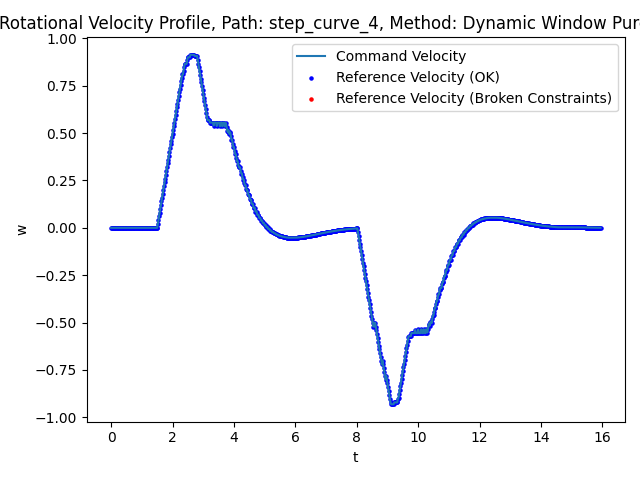 Rotational Velocity Profile, Path: step_curve_4, Method: Dynamic Window Pur
Command Velocity
Reference Velocity (OK)
Reference Velocity (Broken Constraints)
1.00
0.75
0.50
0.25
0.00
−0.25
−0.50
−0.75
−1.00
w
0 2 4 6 8 10 12 14 16
t